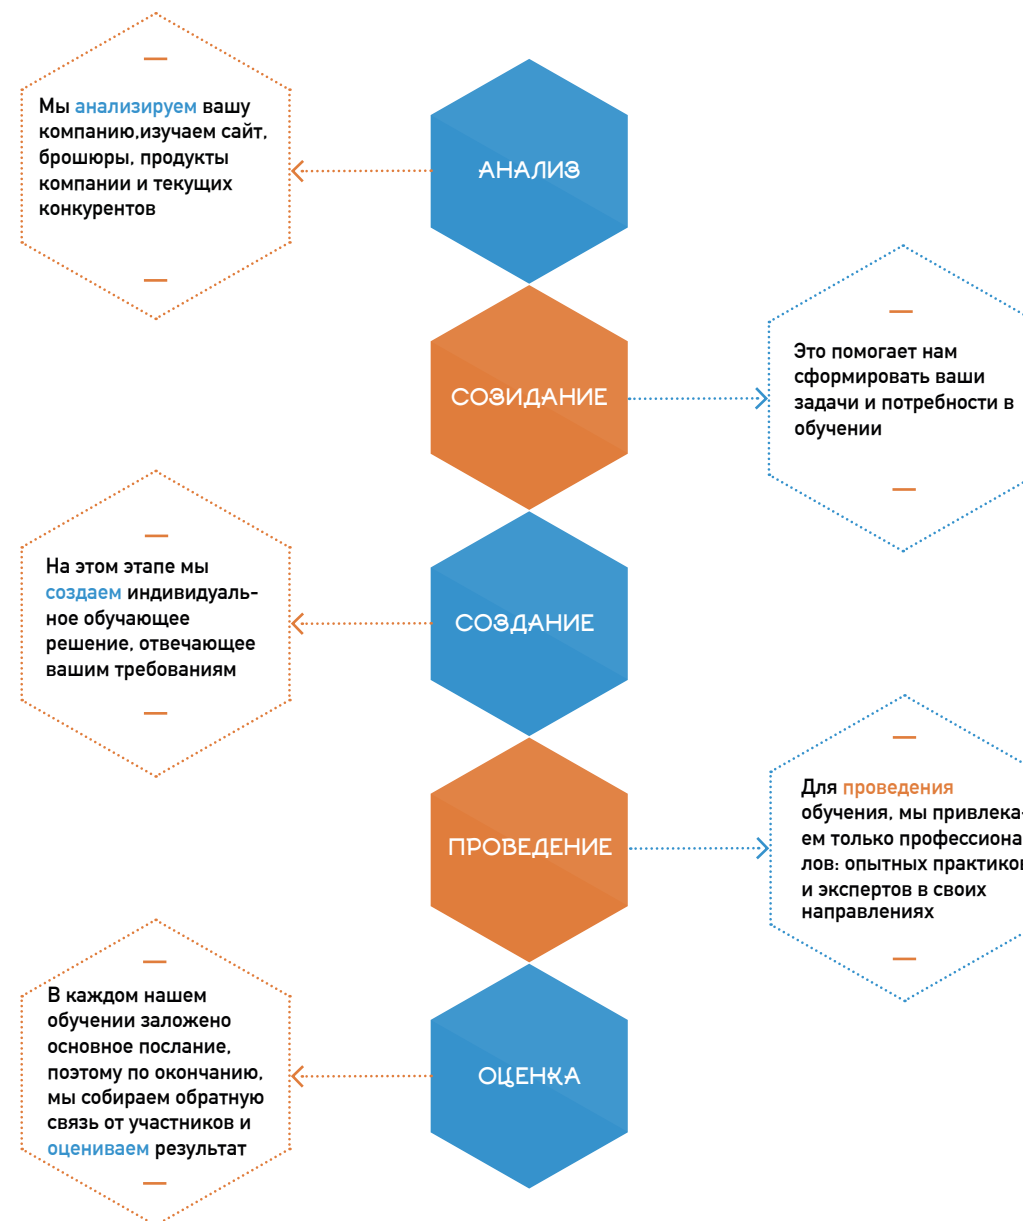 Мы анализируем вашу
компанию,изучаем сайт,
брошюры, продукты
компании и текущих
конкурентов
АНАЛИЗ
СОЗИДАНИЕ
Это помогает нам
сформировать ваши
задачи и потребности в
обучении
На этом этапе мы
создаем индивидуаль-
ное обучающее
решение, отвечающее
вашим требованиям
СОЗДАНИЕ
ПРОВЕДЕНИЕ
Для проведения
обучения, мы привлека-
ем только профессиона
лов: опытных практиков
и экспертов в своих
направлениях
В каждом нашем
обучении заложено
основное послание,
поэтому по окончанию,
мы собираем обратную
связь от участников и
оцениваем результат
ОЦЕНКА